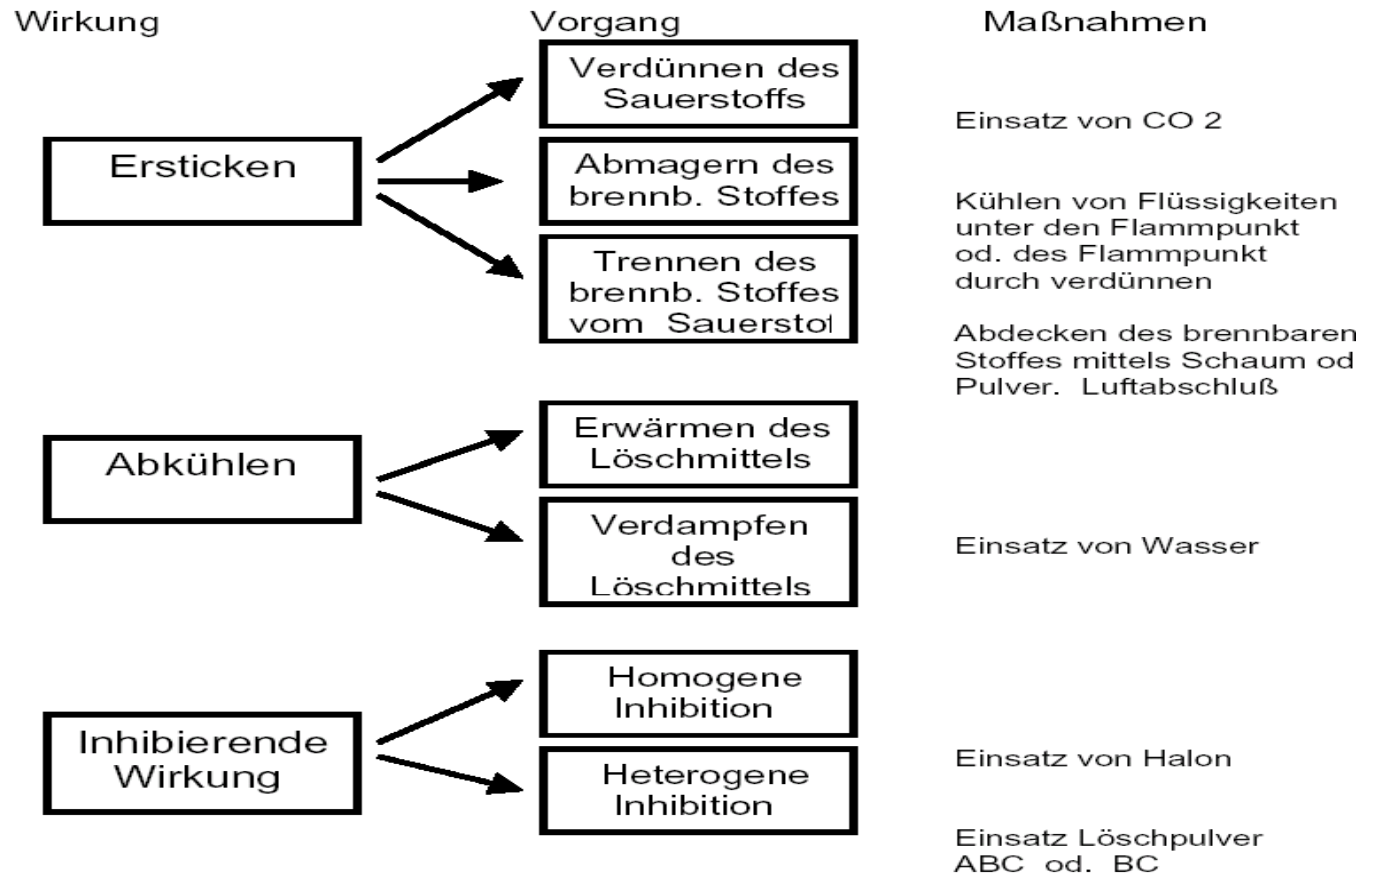 Wirkung
Vorgang
Maßnahmen
Ersticken
Verdünnen des
Sauerstoffs
Einsatz von CO 2
Abmagern des
brennb. Stoffes
Kühlen von Flüssigkeiten
unter den Flammpunkt
od. des Flammpunkt
durch verdünnen
Trennen des
brennb. Stoffes
vom Sauerstof
Abdecken des brennbaren
Stoffes mittels Schaum od
Pulver. Luftabschluß
Abkühlen
Erwärmen des
Löschmittels
Verdampfen
des
Löschmittels
Einsatz von Wasser
Inhibierende
Wirkung
Homogene
Inhibition
Einsatz von Halon
Heterogene
Inhibition
Einsatz Löschpulver
ABC od. BC